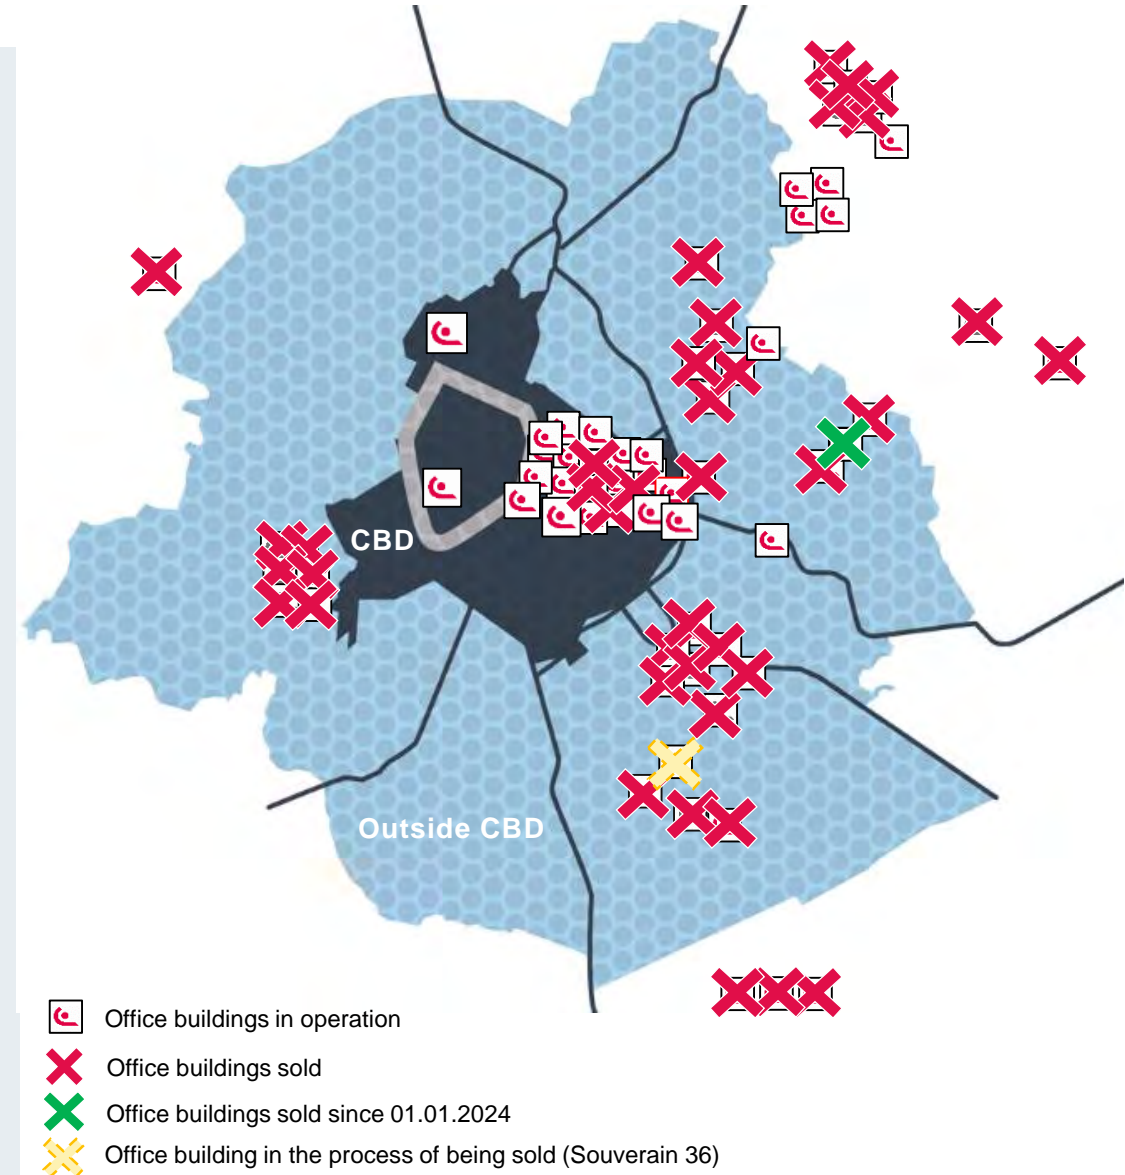 CBD
Outside CBD
Office buildings in operation
Office buildings sold
Office buildings sold since 01.01.2024
Office building in the process of being sold (Souverain 36)